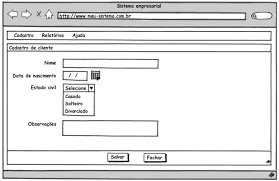 Sistema empresarial
http://www.meu-sistema.com.br
Cadastro Relatórios Ajuda
Cadastro de cliente
Nome
Data de nascimento / /
Estado civil Selecione
Casado
Solteiro
Divorciado
Observações
Salvar Fechar